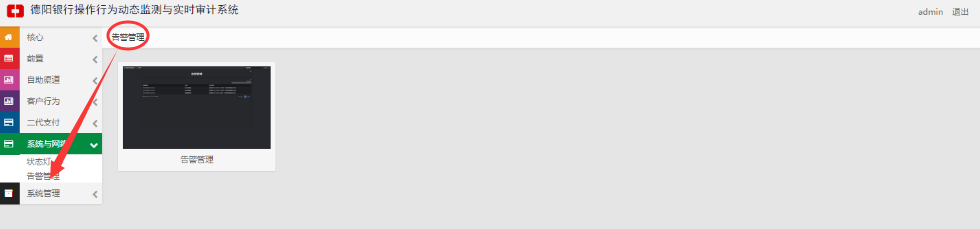 德阳银行操作行为动态监测与实时审计系统
admin 退出
核心
告警管理
前置
自助渠道
客户行为
二代支付
系统与网络
状态灯
告警管理
系统管理
告警管理